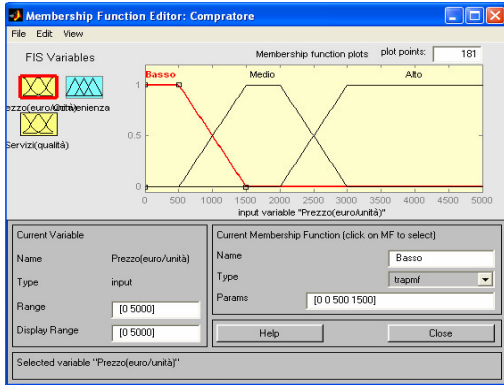 Membership Function Editor: Compratore
File Edit View
FIS Variables
Membership function plots plot points: 181
Basso Medio Alto
Servizi(qualità)
1
0.5
0
0 500 1000 1500 2000 2500 3000 3500 4000 4500 5000
input variable "Prezzo(euro/unità)"
Current Variable
Name Prezzo(euro/unità)
Type input
Range [0 5000]
Display Range [0 5000]
Current Membership Function (click on MF to select)
Name Basso
Type trapmf
Params [0 0 500 1500]
Help Close
Selected variable "Prezzo(euro/unità)"